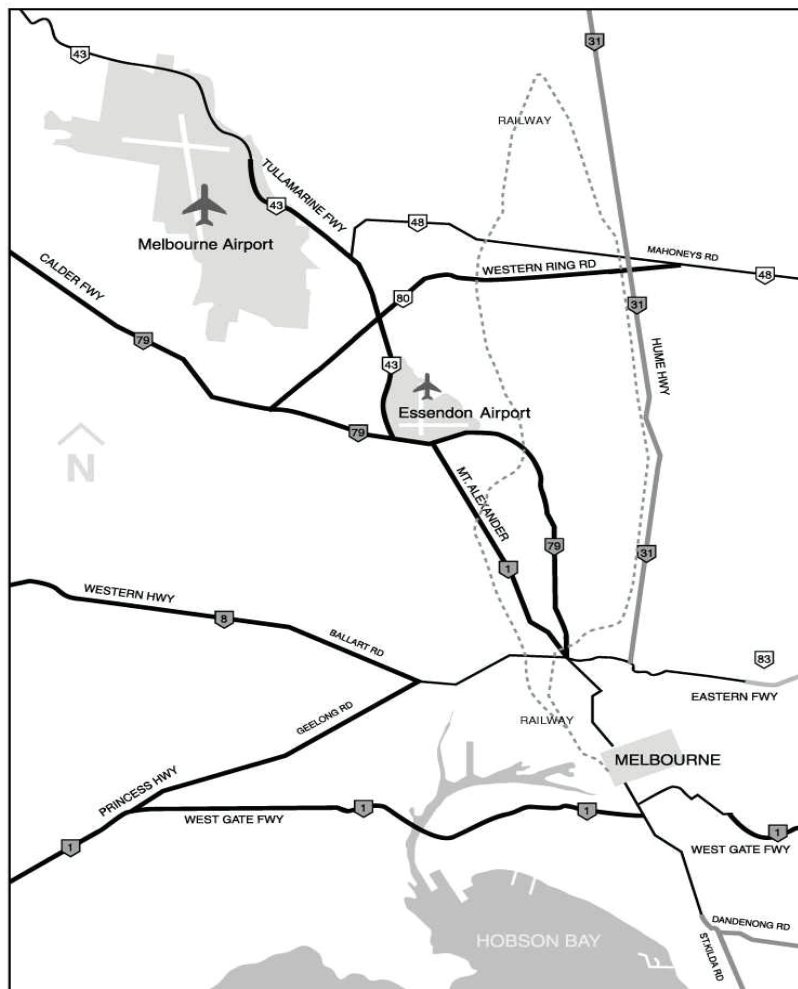 43
31
RAILWAY
TULLAMARINE FWY
43
Melbourne Airport
48
MAHONEYS RD
48
CALDER FWY
WESTERN RING RD
80
31
79
HUME HWY
43
Essendon Airport
79
N
MT. ALEXANDER
79
31
1
WESTERN HWY
8
BALLART RD
83
EASTERN FWY
GEELONG RD
RAILWAY
MELBOURNE
PRINCESS HWY
1
WEST GATE FWY
1
1
1
WEST GATE FWY
DANDENONG RD
ST.KILDA RD
HOBSON BAY